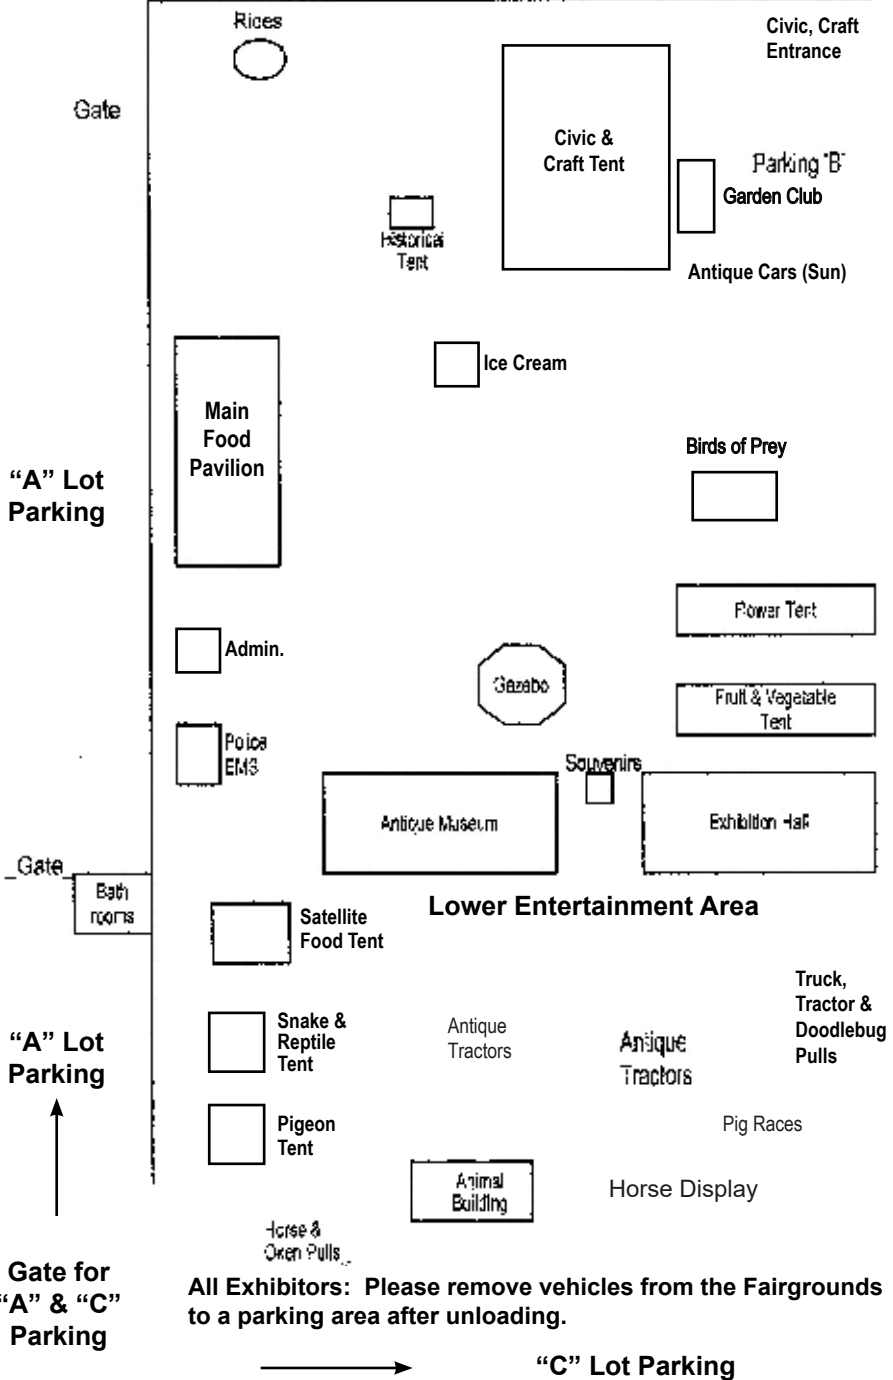 Rides
Civic, Craft
Entrance
Gate
Civic &
Craft Tent
Parking "B"
Garden Club
Historical
Tent
Antique Cars (Sun)
Ice Cream
Main
Food
Pavilion
Birds of Prey
“A” Lot
Parking
Flower Tent
Admin.
Gazebo
Fruit & Vegetable
Tent
Police
EMS
Souvenirs
Antique Museum
Exhibition Hall
Gate
Bath
rooms
Lower Entertainment Area
Satellite
Food Tent
Truck,
Tractor &
Doodlebug
Pulls
Snake &
Reptile
Tent
Antique
Tractors
Antique
Tractors
“A” Lot
Parking
Pigeon
Tent
Pig Races
Animal
Building
Horse Display
Horse &
Oxen Pulls
Gate for
“A” & “C”
Parking
All Exhibitors: Please remove vehicles from the Fairgrounds
to a parking area after unloading.
“C” Lot Parking